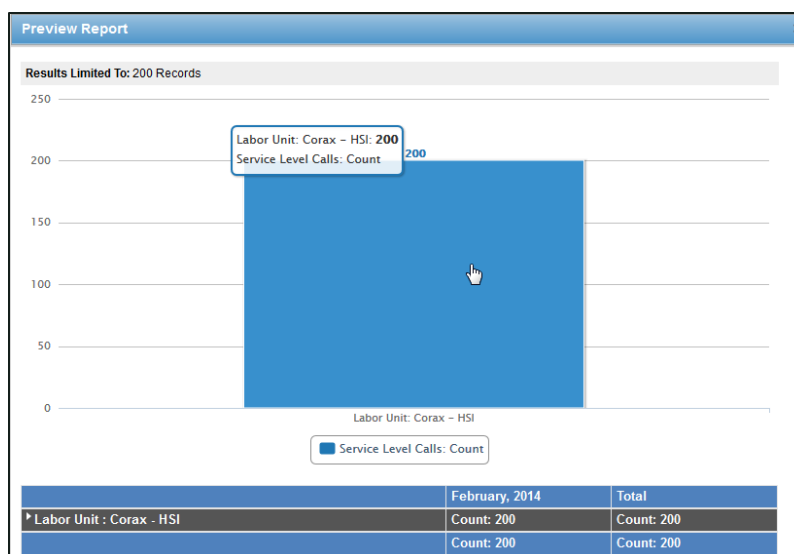 Preview Report
Results Limited To: 200 Records
250
Labor Unit: Corax – HSI: 200
Service Level Calls: Count
200
200
150
100
50
0
Labor Unit: Corax – HSI
Service Level Calls: Count
February, 2014 Total
Labor Unit : Corax - HSI Count: 200 Count: 200
Count: 200 Count: 200